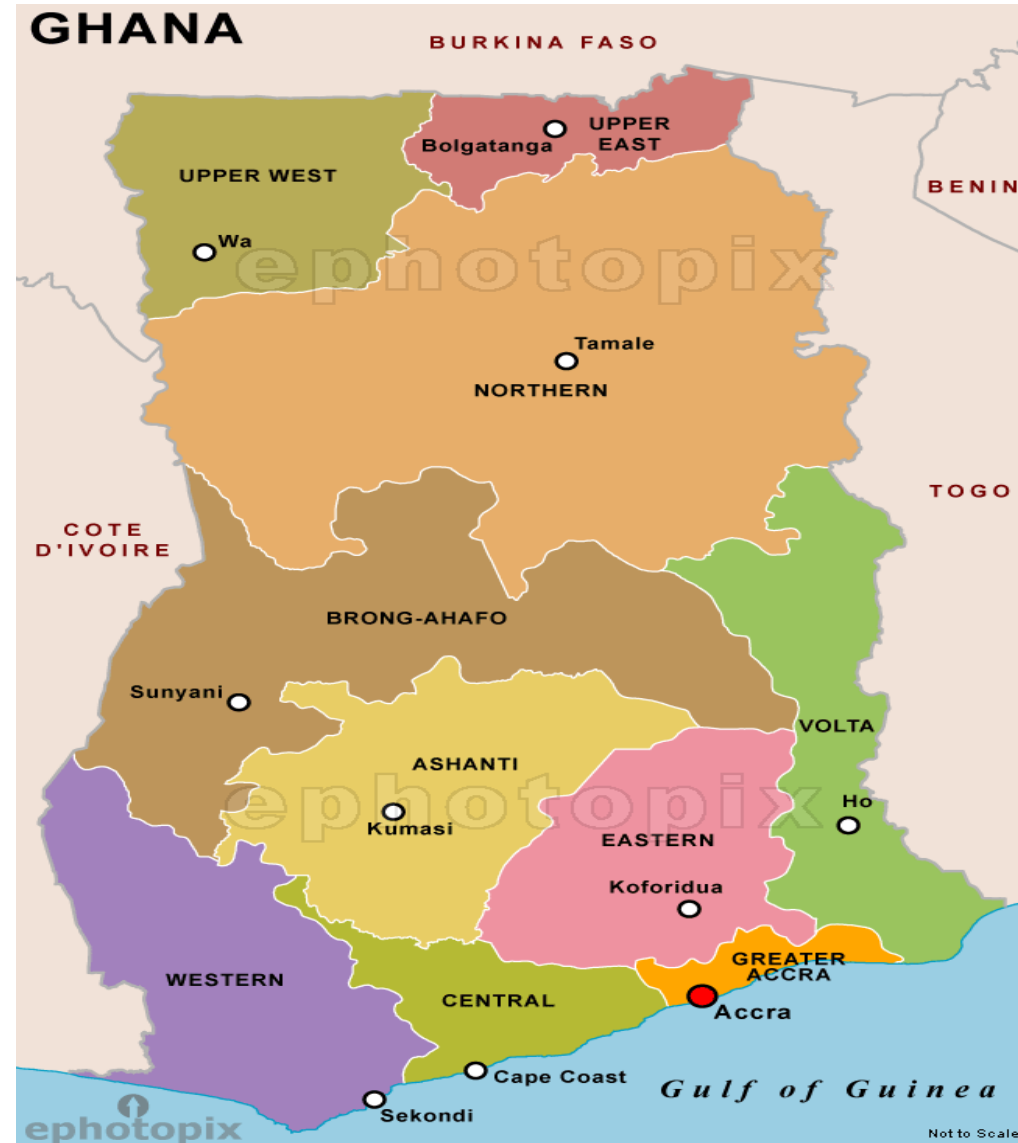 GHANA
BURKINA FASO
UPPER
EAST
Bolgatanga
UPPER WEST
BENIN
Wa
ephotopix
Tamale
NORTHERN
TOGO
COTE
D'IVOIRE
BRONG-AHAFO
Sunyani
VOLTA
ASHANTI
ephotopix
Ho
Kumasi
EASTERN
Koforidua
GREATER
ACCRA
WESTERN
CENTRAL
Accra
Cape Coast
Gulf of Guinea
Sekondi
ephotopix
Not to Scale